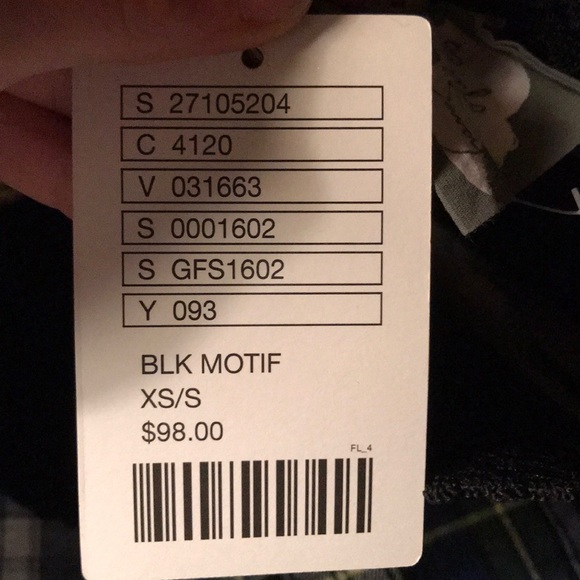 S 27105204
C 4120
V 031663
S 0001602
S GFS1602
Y 093
BLK MOTIF
XS/S
$98.00
FL_4